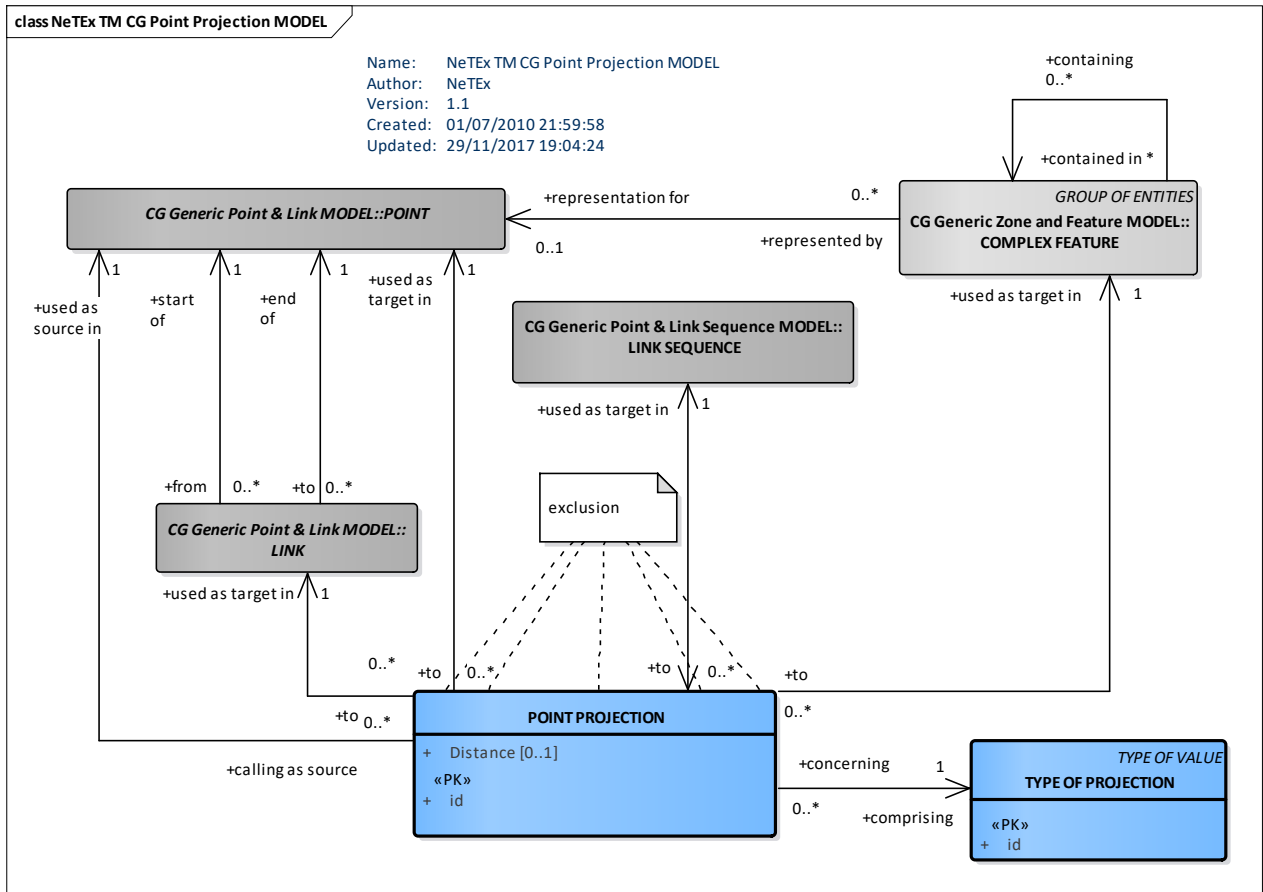 class NeTEx TM CG Point Projection MODEL
Name: NeTEx TM CG Point Projection MODEL
Author: NeTEx
Version: 1.1
Created: 01/07/2010 21:59:58
Updated: 29/11/2017 19:04:24
+containing
0..*
+contained in *
GROUP OF ENTITIES
CG Generic Zone and Feature MODEL::
COMPLEX FEATURE
CG Generic Point & Link MODEL::POINT
+representation for
0..*
0..1
+represented by
1
1
1
+used as
target in
1
+used as
source in
+start
of
+end
of
+used as target in
1
CG Generic Point & Link Sequence MODEL::
LINK SEQUENCE
+used as target in
1
+from
0..*
+to
0..*
exclusion
CG Generic Point & Link MODEL::
LINK
+used as target in
1
0..*
+to
0..*
+to
0..*
+to
0..*
+to
0..*
POINT PROJECTION
+ Distance [0..1]
«PK»
+ id
+calling as source
+concerning
1
0..*
+comprising
TYPE OF VALUE
TYPE OF PROJECTION
«PK»
+ id